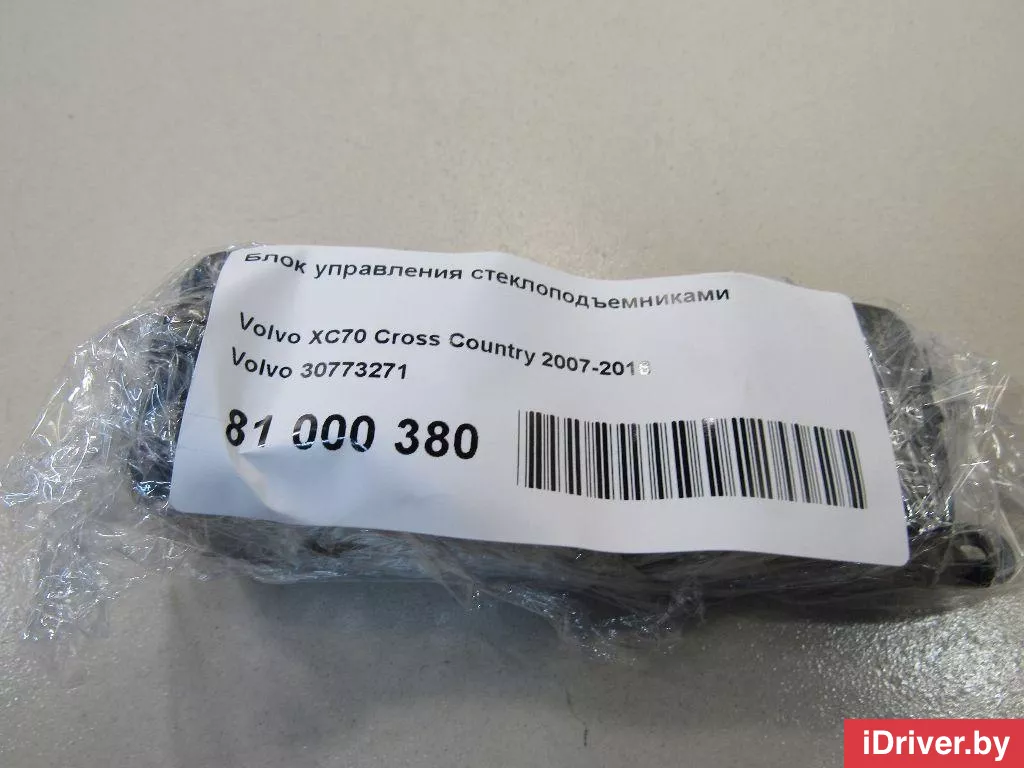 Блок управления стеклоподъемниками
Volvo XC70 Cross Country 2007-2016
Volvo 30773271
81 000 380
iDriver.by